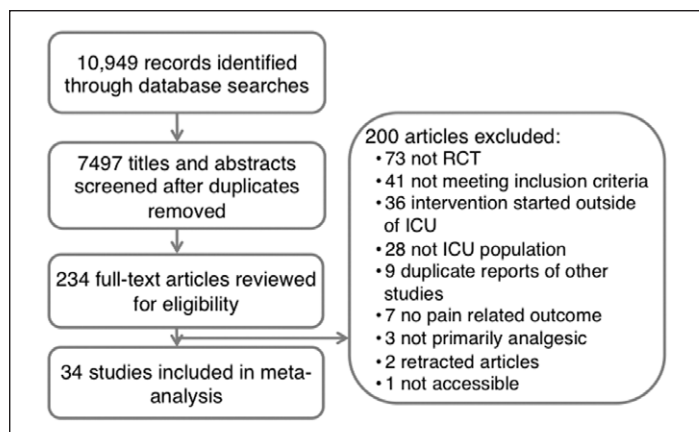 10,949 records identified
through database searches
7497 titles and abstracts
screened after duplicates
removed
234 full-text articles reviewed
for eligibility
34 studies included in meta-
analysis
200 articles excluded:
• 73 not RCT
• 41 not meeting inclusion criteria
• 36 intervention started outside
of ICU
• 28 not ICU population
• 9 duplicate reports of other
studies
• 7 no pain related outcome
• 3 not primarily analgesic
• 2 retracted articles
• 1 not accessible